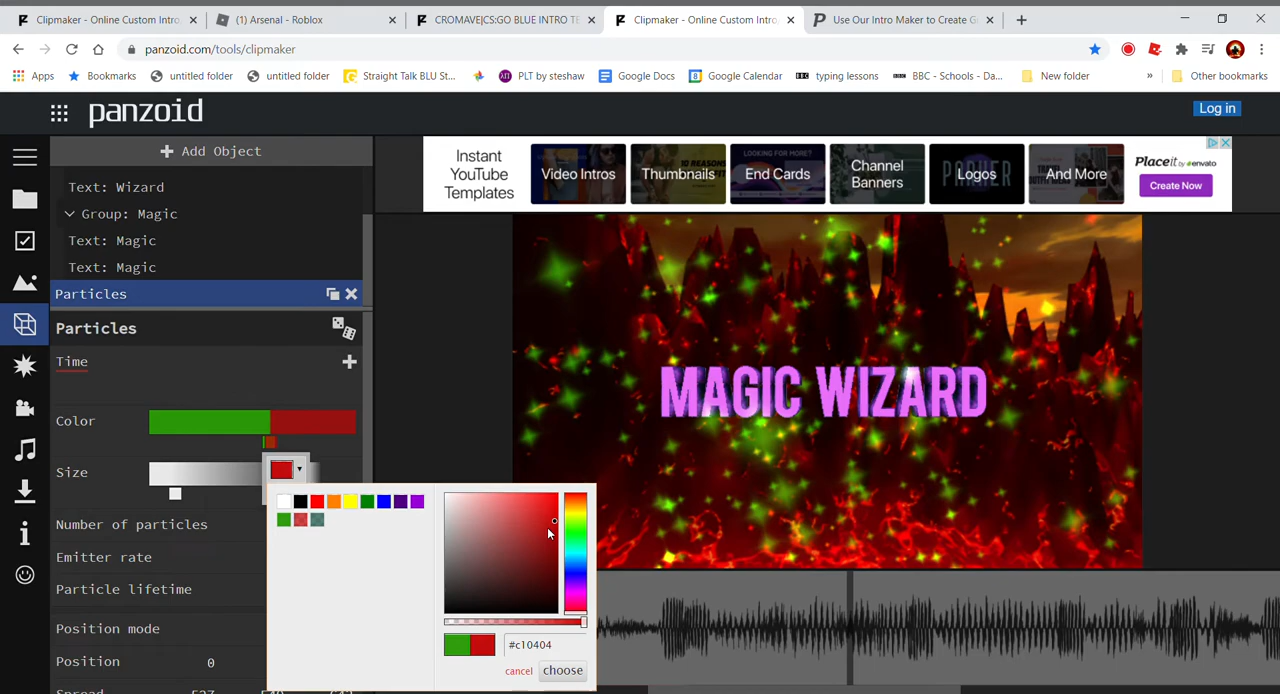 Clipmaker - Online Custom Intro
(1) Arsenal - Roblox
CROMAVE|CS:GO BLUE INTRO TE
Clipmaker - Online Custom Intro
Use Our Intro Maker to Create G
panzoid.com/tools/clipmaker
Apps
Bookmarks
untitled folder
untitled folder
Straight Talk BLU St...
PLT by steshaw
Google Docs
Google Calendar
BBC
typing lessons
BBC - Schools - Da...
New folder
»
Other bookmarks
panzoid
Log in
Add Object
Text: Wizard
Group: Magic
Text: Magic
Text: Magic
Particles
Particles
Time
Color
Size
Number of particles
Emitter rate
Particle lifetime
Position mode
Position
0
#c10404
cancel
choose
Instant
YouTube
Templates
Video Intros
LOOKING FOR MORE?
Thumbnails
End Cards
Channel
Banners
PARKER
Logos
And More
Placeit by envato
Create Now
MAGIC WIZARD